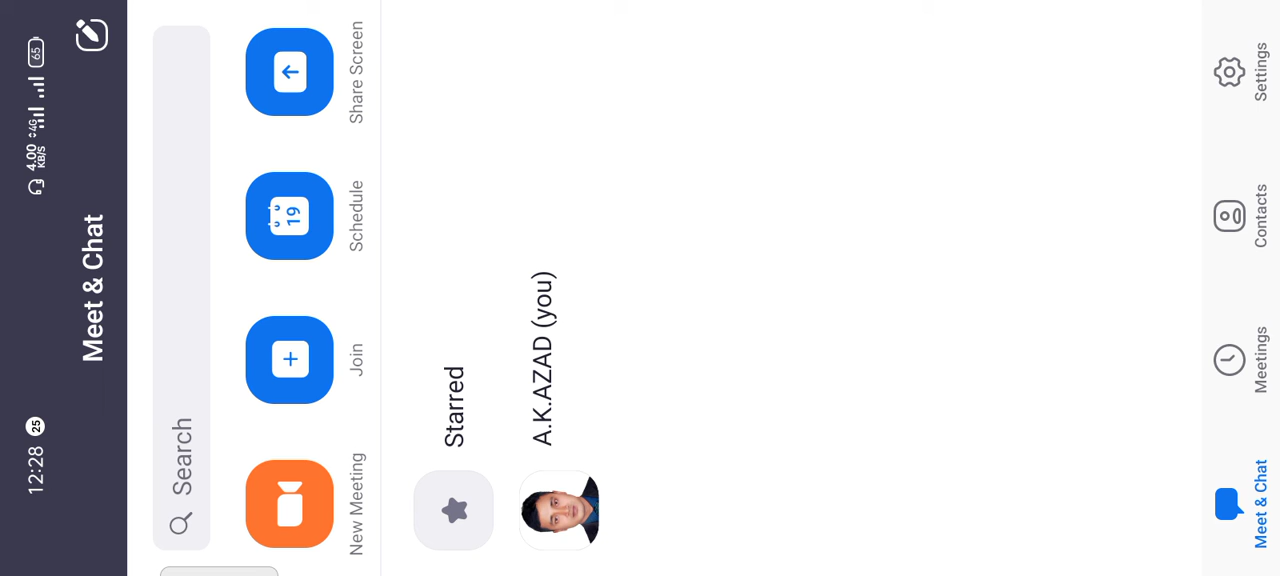 12:28 25 4.00 KB/S 4G 65
Meet & Chat
Search
New Meeting
Join
19
Schedule
Share Screen
Starred
A.K.AZAD (you)
Meet & Chat
Meetings
Contacts
Settings